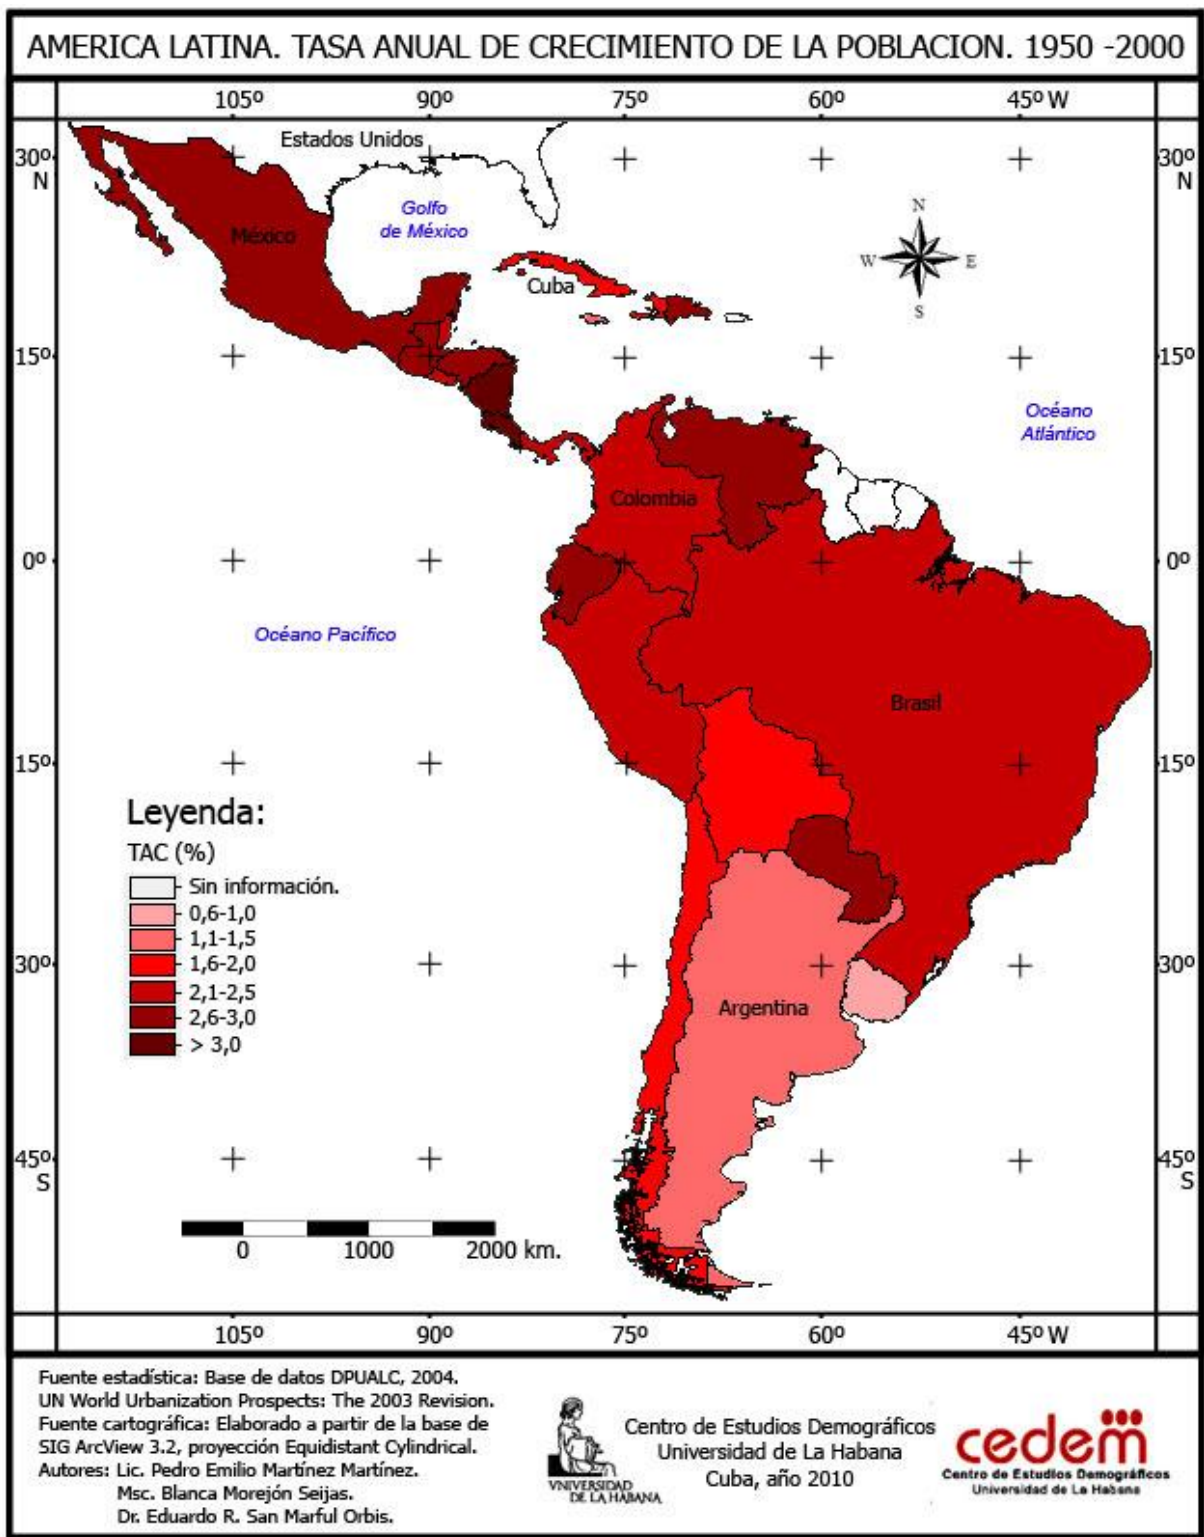 AMERICA LATINA. TASA ANUAL DE CRECIMIENTO DE LA POBLACION. 1950 -2000
105º 90º 75º 60º 45º W
Estados Unidos
30º 30º
N N
Golfo
de México
México
N
W E
S
Cuba
15º 15º
Océano
Atlántico
Colombia
0º 0º
Océano Pacífico
Brasil
15º 15º
Leyenda:
TAC (%)
Sin información.
0,6-1,0
1,1-1,5
1,6-2,0
2,1-2,5
2,6-3,0
> 3,0
30º 30º
Argentina
45º 45º
S S
0 1000 2000 km.
105º 90º 75º 60º 45º W
Fuente estadística: Base de datos DPUALC, 2004.
UN World Urbanization Prospects: The 2003 Revision.
Fuente cartográfica: Elaborado a partir de la base de
SIG ArcView 3.2, proyección Equidistant Cylindrical.
Autores: Lic. Pedro Emilio Martínez Martínez.
Msc. Blanca Morejón Seijas.
Dr. Eduardo R. San Marful Orbis.
VNIVERSIDAD
DE LA HABANA
Centro de Estudios Demográficos
Universidad de La Habana
Cuba, año 2010
cedem
Centro de Estudios Demográficos
Universidad de La Habana